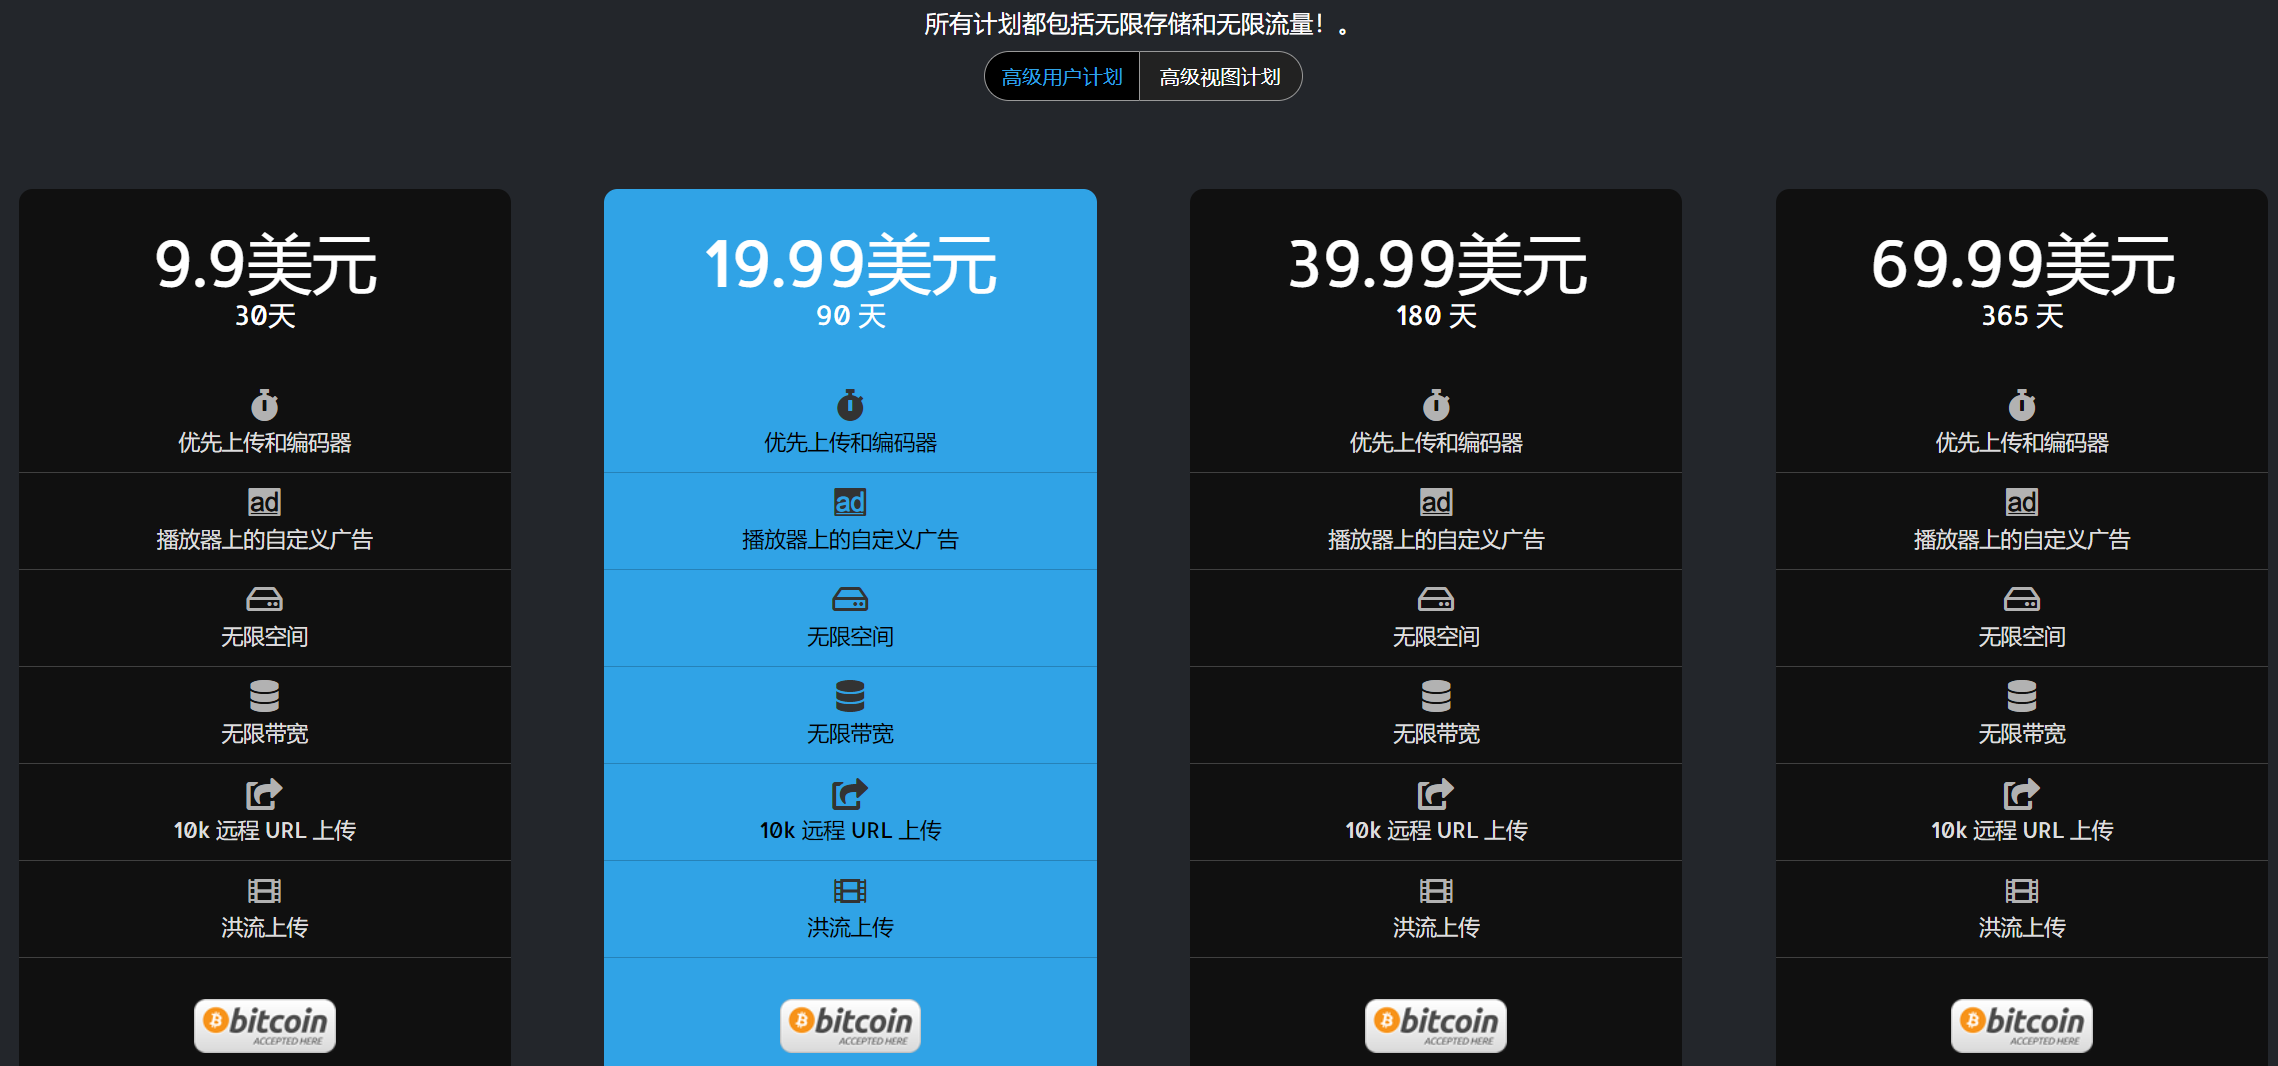 所有计划都包括无限存储和无限流量！。
高级用户计划
高级视图计划
9.9美元
30天
优先上传和编码器
ad
播放器上的自定义广告
无限空间
无限带宽
10k 远程 URL 上传
洪流上传
bitcoin
ACCEPTED HERE
19.99美元
90 天
优先上传和编码器
ad
播放器上的自定义广告
无限空间
无限带宽
10k 远程 URL 上传
洪流上传
bitcoin
ACCEPTED HERE
39.99美元
180 天
优先上传和编码器
ad
播放器上的自定义广告
无限空间
无限带宽
10k 远程 URL 上传
洪流上传
bitcoin
ACCEPTED HERE
69.99美元
365 天
优先上传和编码器
ad
播放器上的自定义广告
无限空间
无限带宽
10k 远程 URL 上传
洪流上传
bitcoin
ACCEPTED HERE